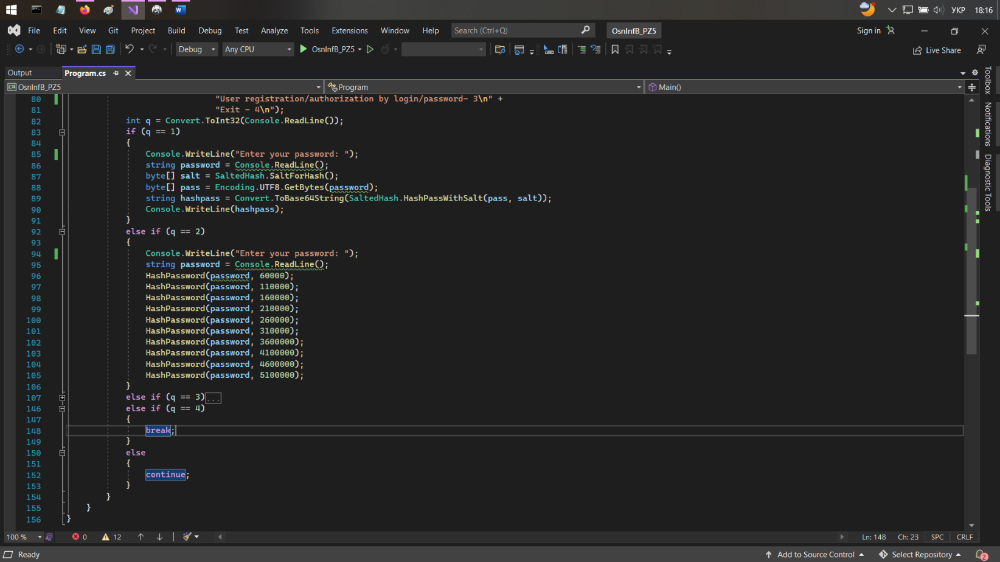 УКР 18:16
File Edit View Git Project Build Debug Test Analyze Tools Extensions Window Help Search (Ctrl+Q) OsnInfB_PZ5 Sign in
Debug Any CPU OsnInfB_PZ5 Live Share
Output Program.cs
C# OsnInfB_PZ5 Program Main()
80 "User registration/authorization by login/password- 3\n" +
81 "Exit - 4\n");
82 int q = Convert.ToInt32(Console.ReadLine());
83 if (q == 1)
84 {
85 Console.WriteLine("Enter your password: ");
86 string password = Console.ReadLine();
87 byte[] salt = SaltedHash.SaltForHash();
88 byte[] pass = Encoding.UTF8.GetBytes(password);
89 string hashpass = Convert.ToBase64String(SaltedHash.HashPassWithSalt(pass, salt));
90 Console.WriteLine(hashpass);
91 }
92 else if (q == 2)
93 {
94 Console.WriteLine("Enter your password: ");
95 string password = Console.ReadLine();
96 HashPassword(password, 60000);
97 HashPassword(password, 110000);
98 HashPassword(password, 160000);
99 HashPassword(password, 210000);
100 HashPassword(password, 260000);
101 HashPassword(password, 310000);
102 HashPassword(password, 3600000);
103 HashPassword(password, 4100000);
104 HashPassword(password, 4600000);
105 HashPassword(password, 5100000);
106 }
107 else if (q == 3)...
146 else if (q == 4)
147 {
148 break;
149 }
150 else
151 {
152 continue;
153 }
154 }
155 }
156 }
Toolbox
Notifications
Diagnostic Tools
100 % 0 12 Ln: 148 Ch: 23 SPC CRLF
Ready Add to Source Control Select Repository 2